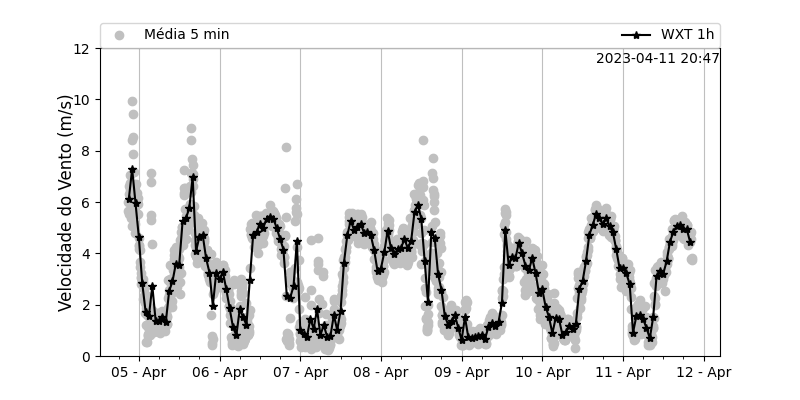 Média 5 min
WXT 1h
2023-04-11 20:47
Velocidade do Vento (m/s)
12
10
8
6
4
2
0
05 - Apr
06 - Apr
07 - Apr
08 - Apr
09 - Apr
10 - Apr
11 - Apr
12 - Apr